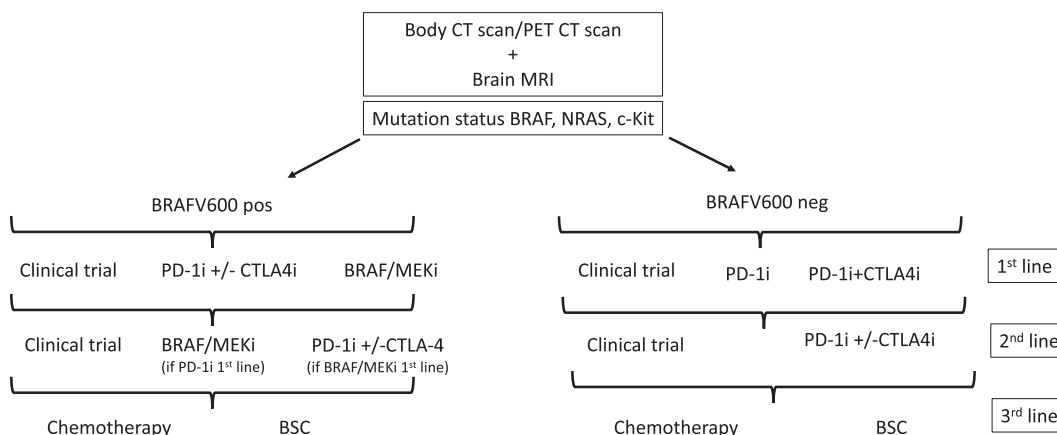 Body CT scan/PET CT scan
+
Brain MRI
Mutation status BRAF, NRAS, c-Kit
BRAFV600 pos
BRAFV600 neg
Clinical trial PD-1i +/- CTLA4i BRAF/MEKi
Clinical trial PD-1i PD-1i+CTLA4i
1st line
Clinical trial BRAF/MEKi PD-1i +/-CTLA-4
(if PD-1i 1st line) (if BRAF/MEKi 1st line)
Clinical trial PD-1i +/-CTLA4i
2nd line
Chemotherapy BSC
Chemotherapy BSC
3rd line